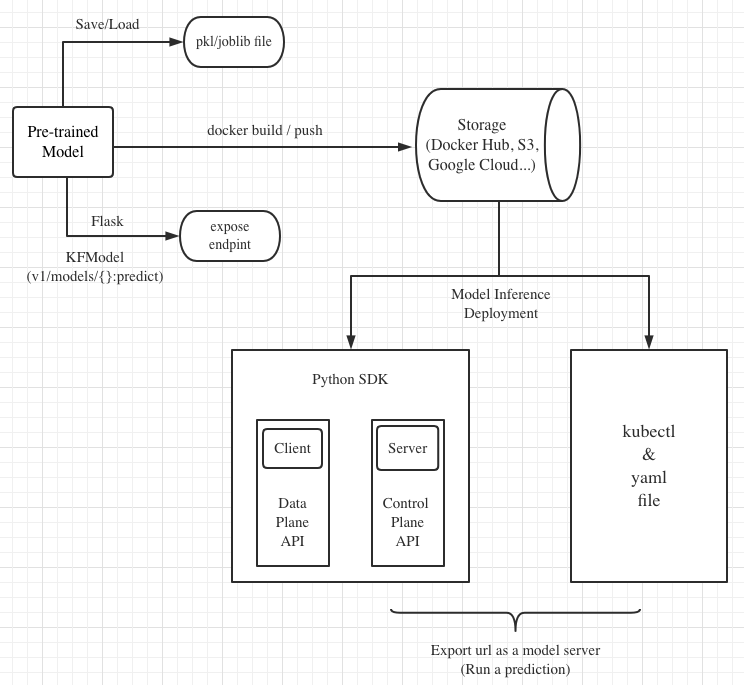 Save/Load
pkl/joblib file
Pre-trained
Model
docker build / push
Storage
(Docker Hub, S3,
Google Cloud...)
Flask
expose
endpint
KFModel
(v1/models/{}:predict)
Model Inference
Deployment
Python SDK
Client
Data
Plane
API
Server
Control
Plane
API
kubectl
&
yaml
file
Export url as a model server
(Run a prediction)